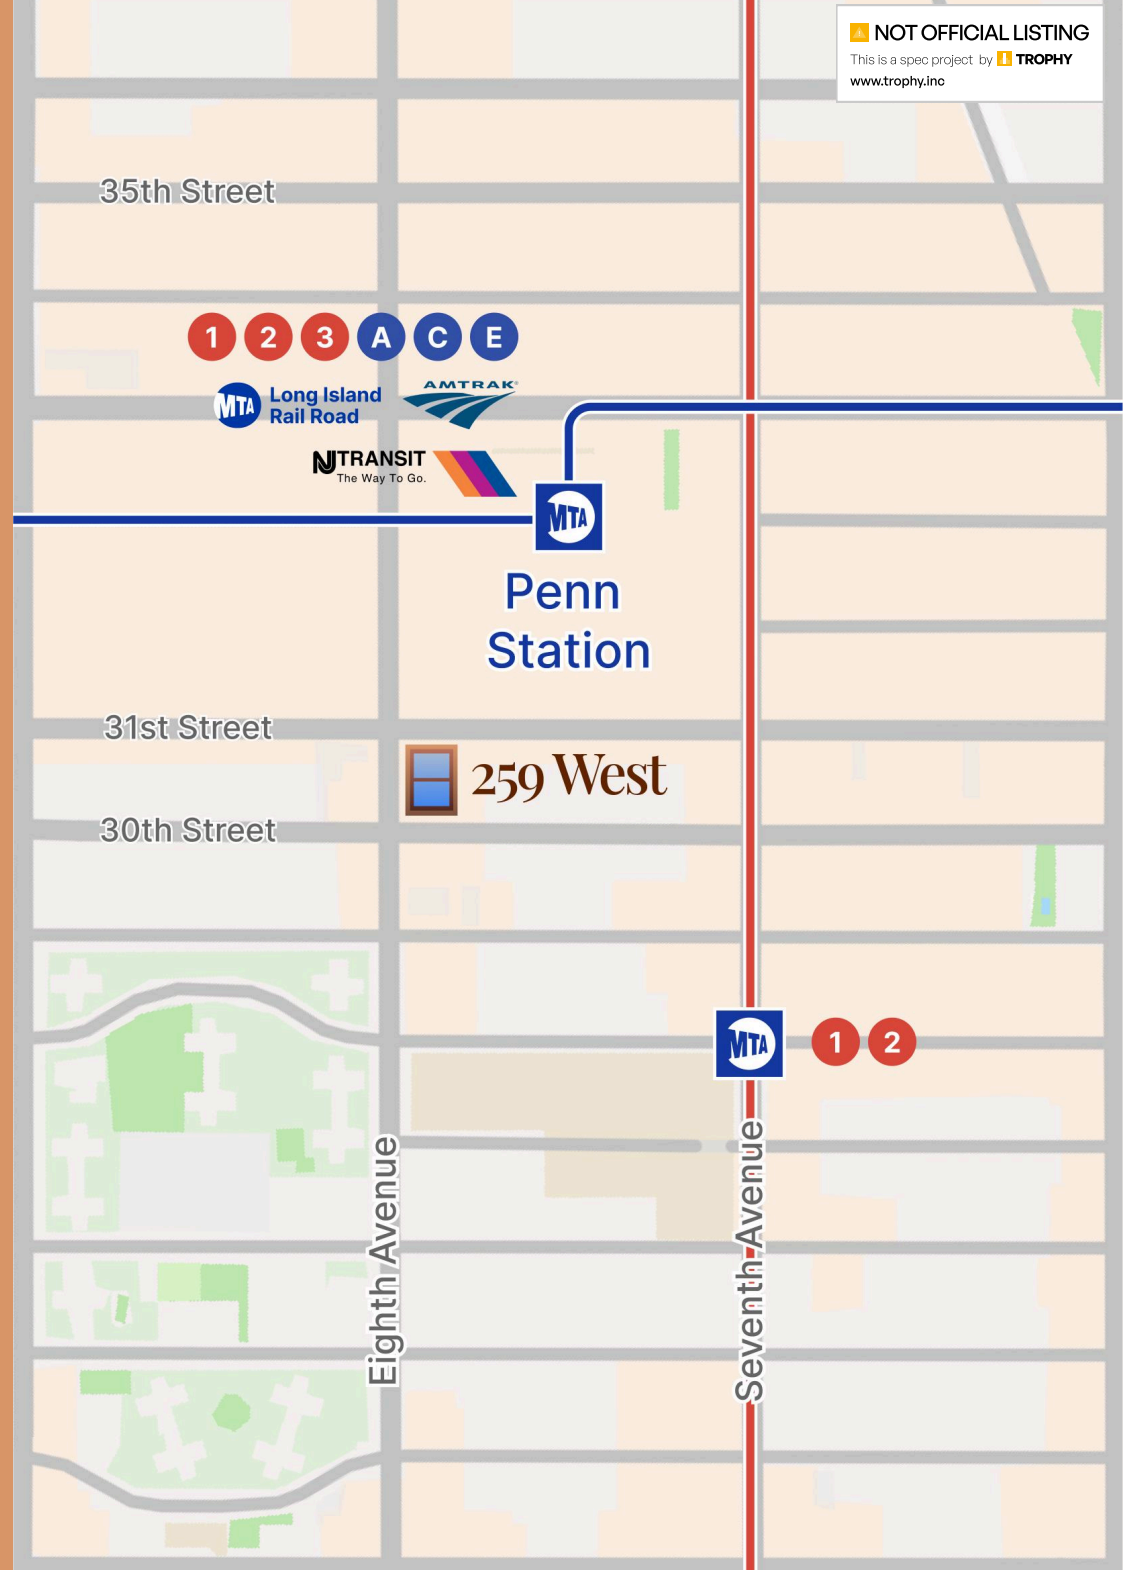 NOT OFFICIAL LISTING
This is a spec project by TROPHY
www.trophy.inc
35th Street
1 2 3 A C E
MTA Long Island
Rail Road
AMTRAK
NJ TRANSIT
The Way To Go.
MTA
Penn
Station
31st Street
259 West
30th Street
MTA 1 2
Eighth Avenue
Seventh Avenue